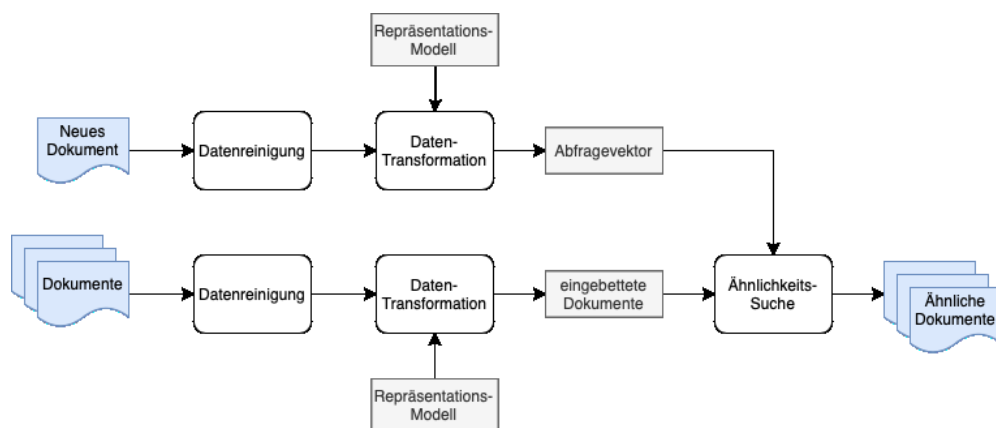 Repräsentations-
Modell
Neues
Dokument
Datenreinigung
Daten-
Transformation
Abfragevektor
Dokumente
Datenreinigung
Daten-
Transformation
eingebettete
Dokumente
Ähnlichkeits-
Suche
Ähnliche
Dokumente
Repräsentations-
Modell